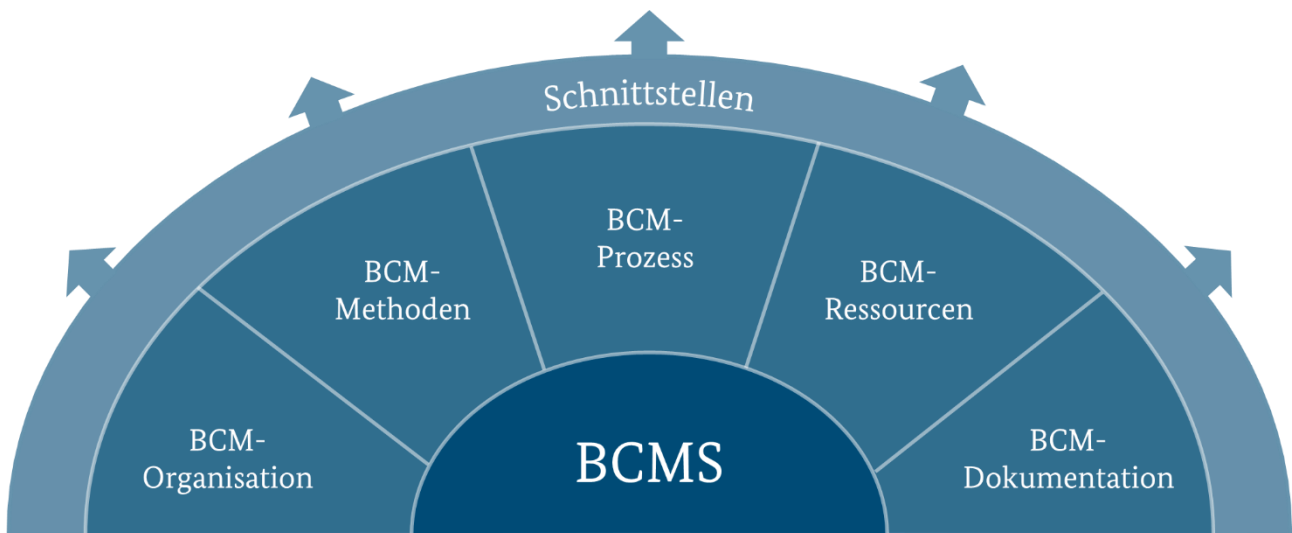 Schnittstellen
BCM-
Organisation
BCM-
Methoden
BCM-
Prozess
BCM-
Ressourcen
BCM-
Dokumentation
BCMS